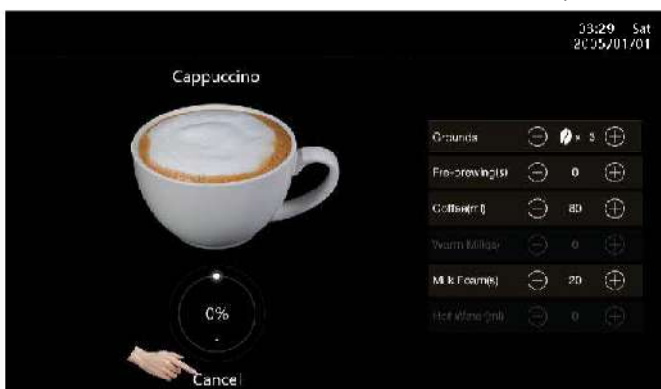 03:29 Sat
2005/01/01
Cappuccino
Grounds × 3
Pre-brewing(s) 0
Coffee(ml) 80
Warm Milk(s) 0
Milk Foam(s) 20
Hot Water(ml) 0
0%
Cancel